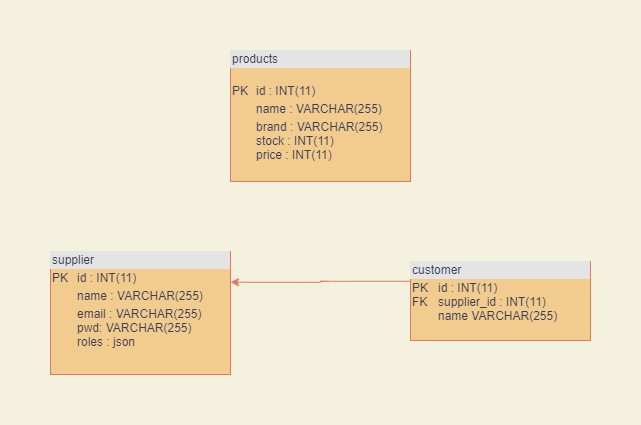 products
PK id : INT(11)
name : VARCHAR(255)
brand : VARCHAR(255)
stock : INT(11)
price : INT(11)
supplier
PK id : INT(11)
name : VARCHAR(255)
email : VARCHAR(255)
pwd: VARCHAR(255)
roles : json
customer
PK id : INT(11)
FK supplier_id : INT(11)
name VARCHAR(255)